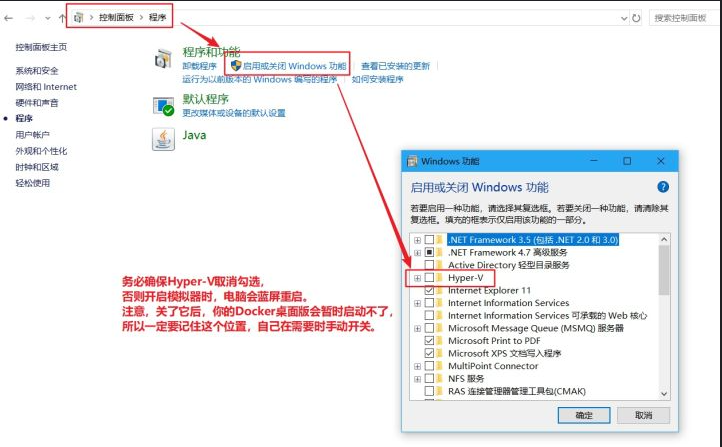 控制面板 > 程序
搜索控制面板
控制面板主页
系统和安全
网络和 Internet
硬件和声音
程序
用户帐户
外观和个性化
时钟和区域
轻松使用
程序和功能
卸载程序 启用或关闭 Windows 功能 查看已安装的更新
运行为以前版本的 Windows 编写的程序 如何安装程序
默认程序
更改媒体或设备的默认设置
Java
务必确保Hyper-V取消勾选，
否则开启模拟器时，电脑会蓝屏重启。
注意，关了它后，你的Docker桌面版会暂时启动不了，
所以一定要记住这个位置，自己在需要时手动开关。
Windows 功能
启用或关闭 Windows 功能
若要启用一种功能，请选择其复选框。若要关闭一种功能，请清除其
复选框。填充的框表示仅启用该功能的一部分。
.NET Framework 3.5 (包括 .NET 2.0 和 3.0)
.NET Framework 4.7 高级服务
Active Directory 轻型目录服务
Hyper-V
Internet Explorer 11
Internet Information Services
Internet Information Services 可承载的 Web 核心
Microsoft Message Queue (MSMQ) 服务器
Microsoft Print to PDF
Microsoft XPS 文档写入程序
MultiPoint Connector
NFS 服务
RAS 连接管理器管理工具包(CMAK)
确定
取消